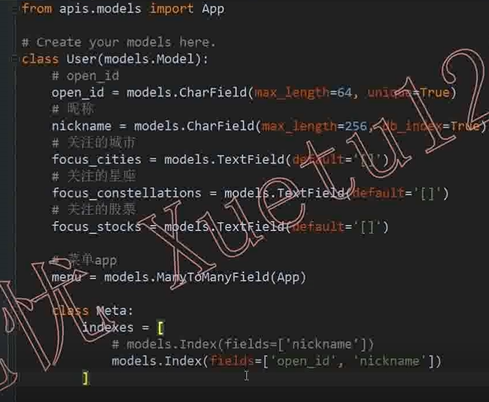 from apis.models import App
# Create your models here.
class User(models.Model):
# open_id
open_id = models.CharField(max_length=64, unique=True)
# 昵称
nickname = models.CharField(max_length=256, db_index=True)
# 关注的城市
focus_cities = models.TextField(default='[]')
# 关注的星座
focus_constellations = models.TextField(default='[]')
# 关注的股票
focus_stocks = models.TextField(default='[]')
# 菜单app
menu = models.ManyToManyField(App)
class Meta:
indexes = [
# models.Index(fields=['nickname'])
models.Index(fields=['open_id', 'nickname'])
]
Xuetu12